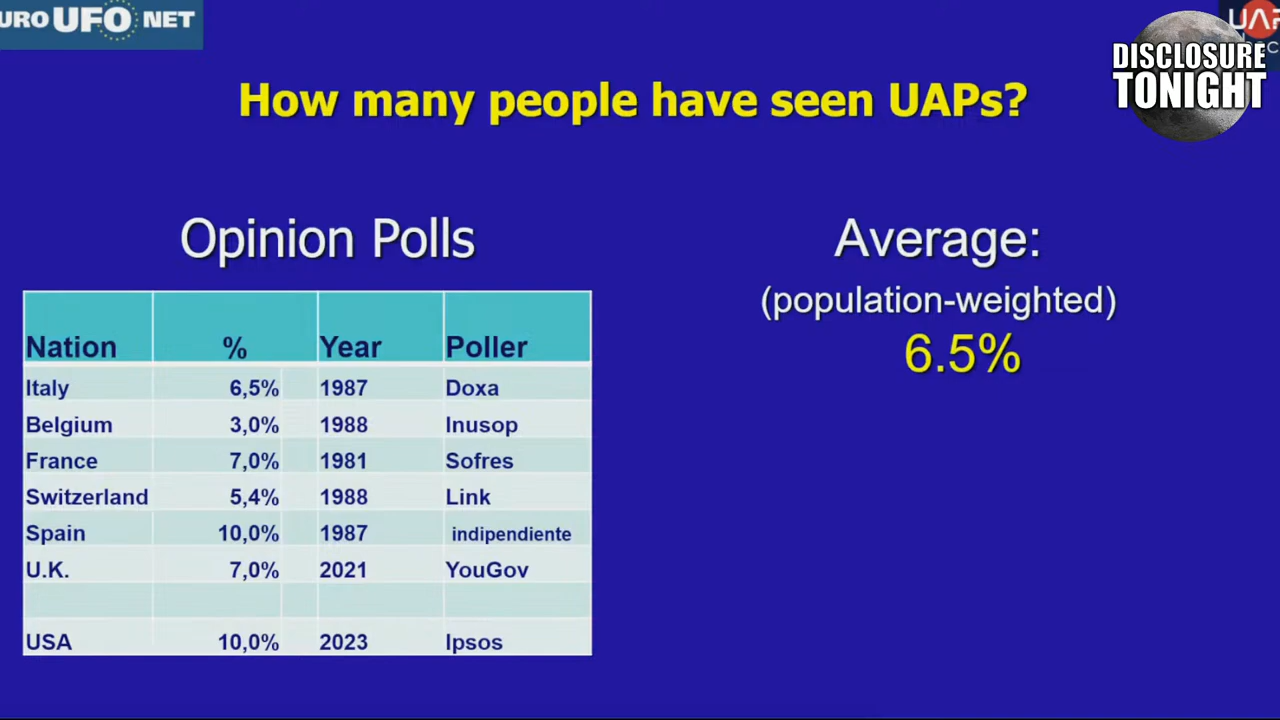 URO UFO NET
UAP
DISCLOSURE
TONIGHT
How many people have seen UAPs?
Opinion Polls
Average:
(population-weighted)
6.5%
Nation % Year Poller
Italy 6,5% 1987 Doxa
Belgium 3,0% 1988 Inusop
France 7,0% 1981 Sofres
Switzerland 5,4% 1988 Link
Spain 10,0% 1987 indipendiente
U.K. 7,0% 2021 YouGov
USA 10,0% 2023 Ipsos